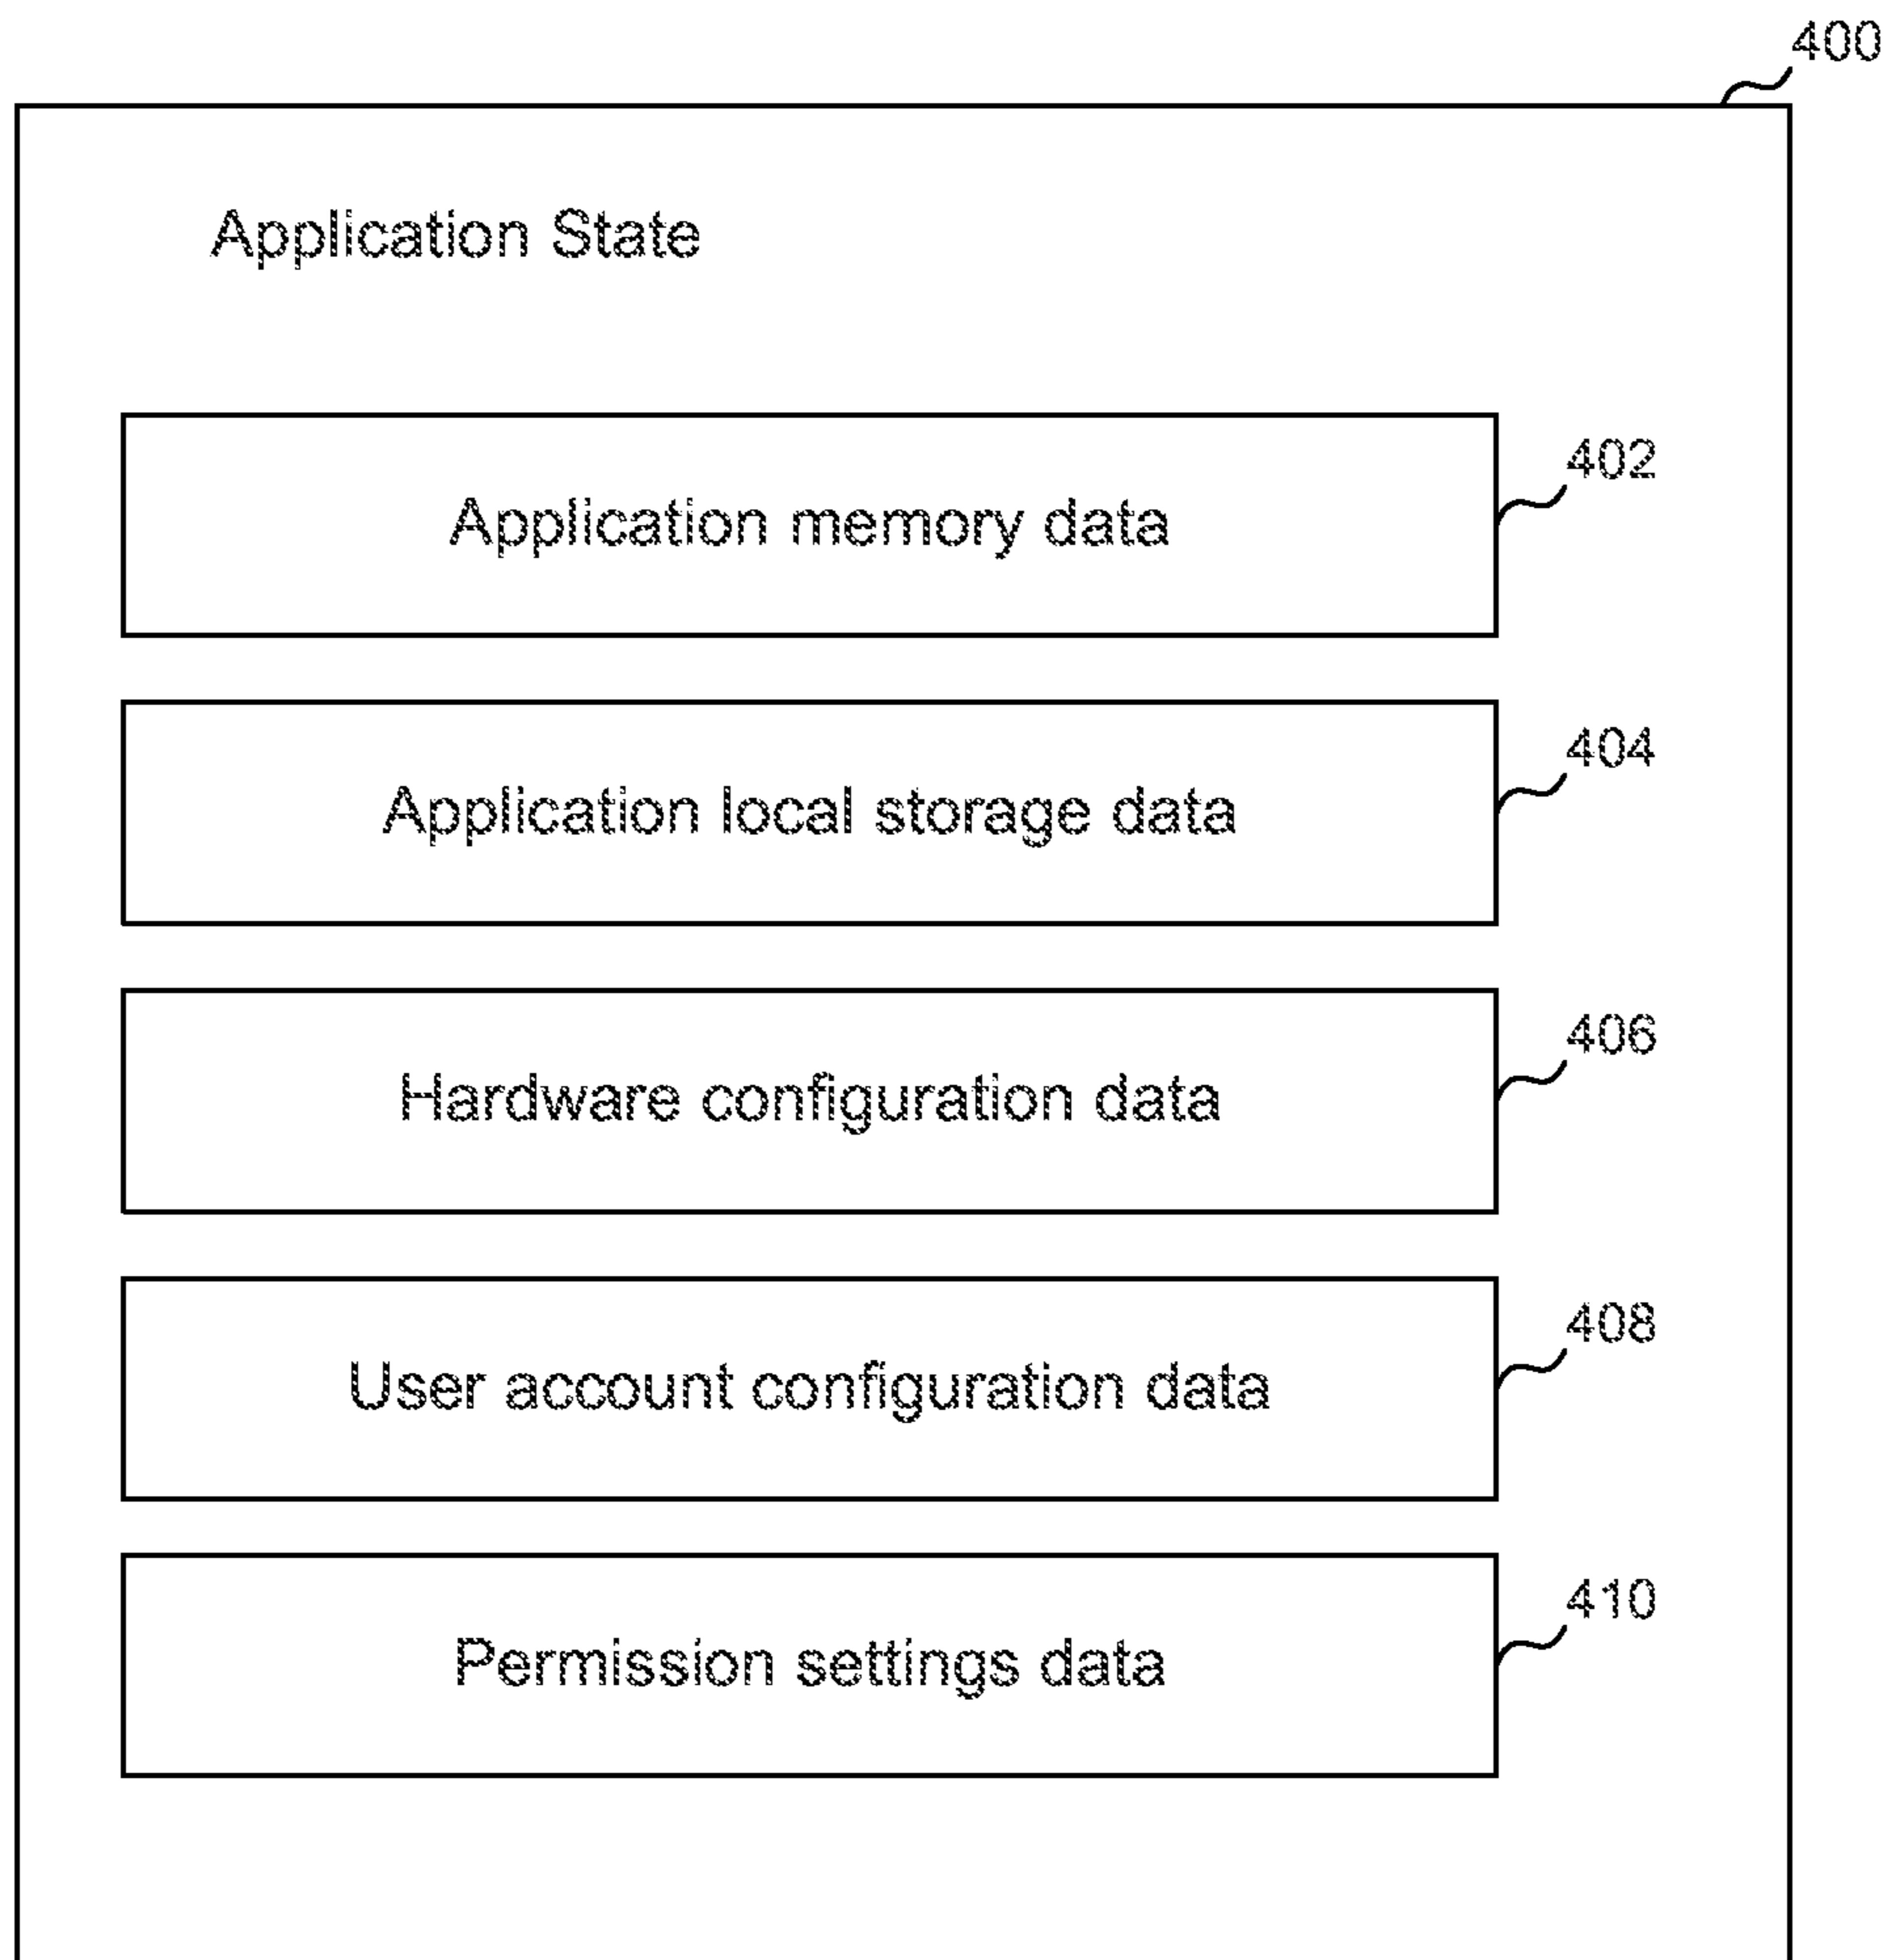 400
Application State
Application memory data
402
Application local storage data
404
Hardware configuration data
406
User account configuration data
408
Permission settings data
410